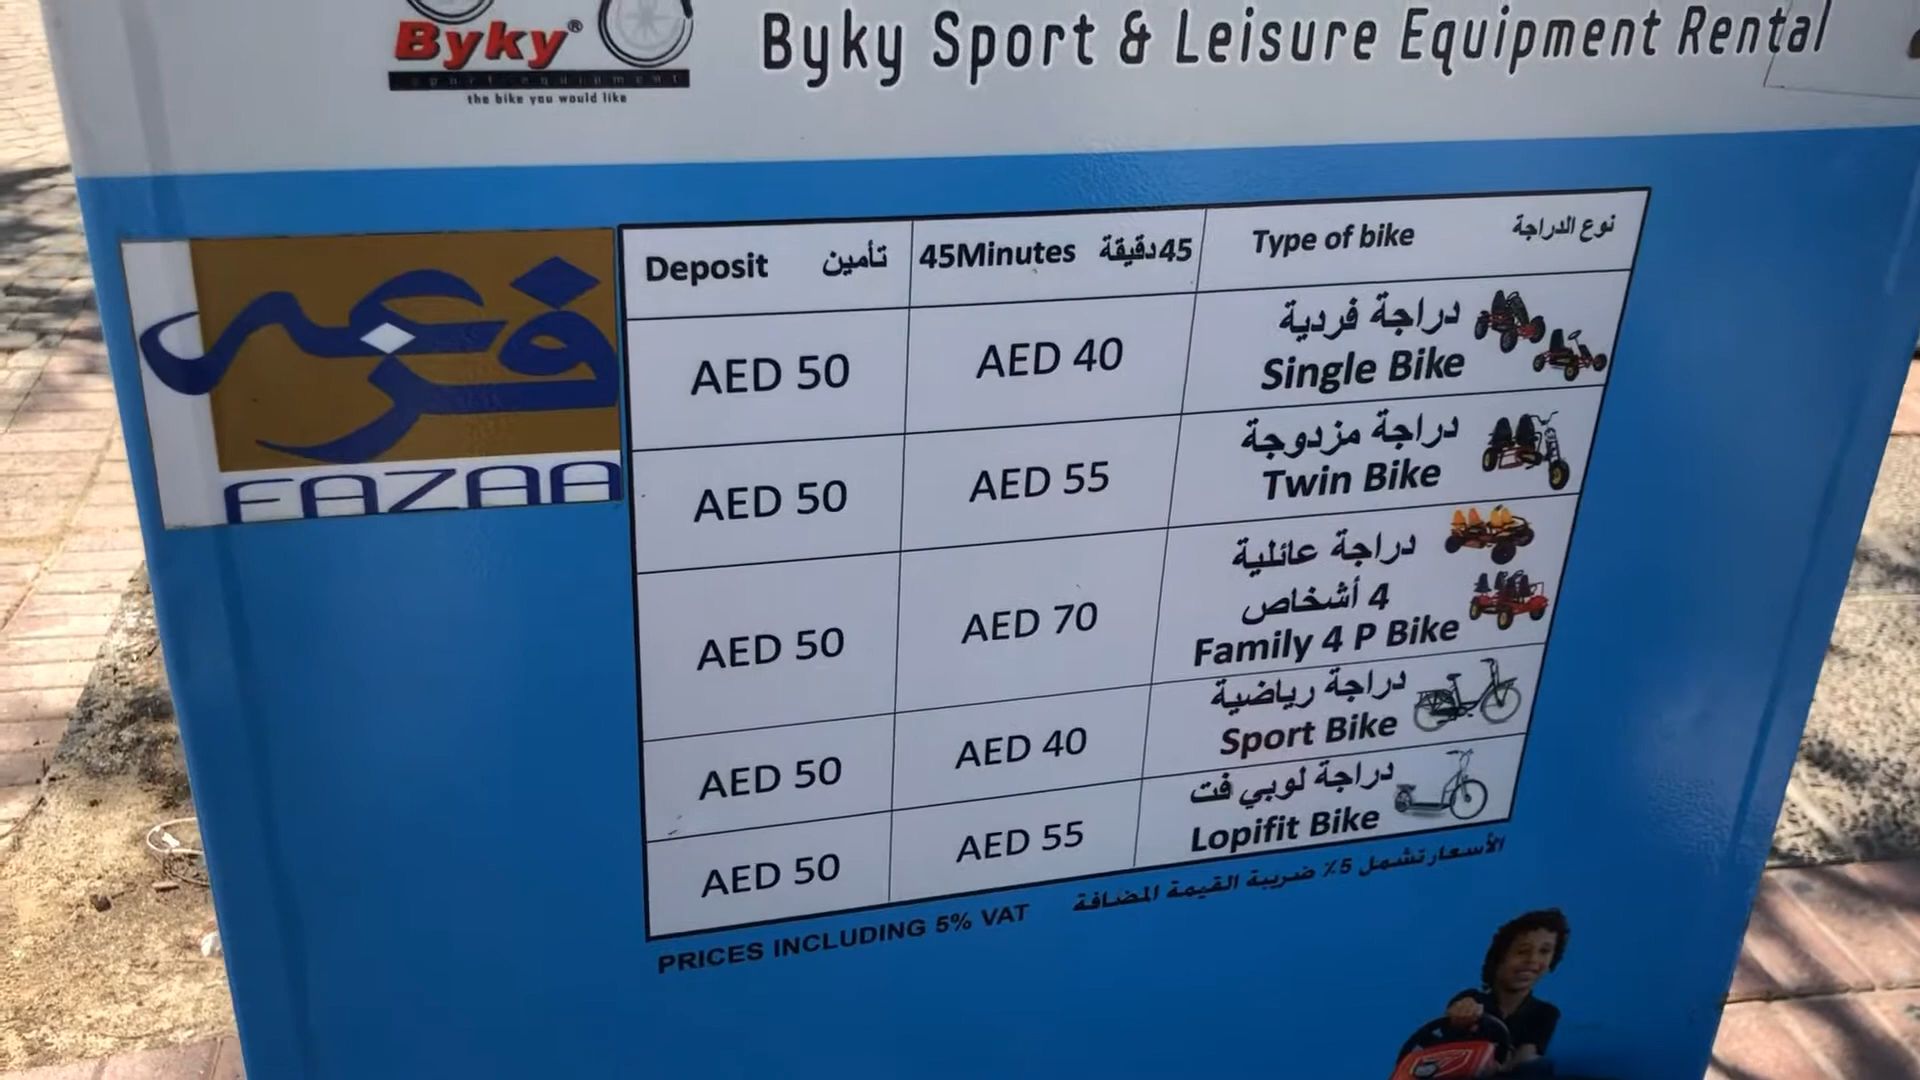 Byky®
sport equipment
the bike you would like
Byky Sport & Leisure Equipment Rental
فزعه
FAZAA
Deposit تأمين 45Minutes 45دقيقة Type of bike نوع الدراجة
دراجة فردية
AED 50 AED 40 Single Bike
دراجة مزدوجة
AED 50 AED 55 Twin Bike
دراجة عائلية
4 أشخاص
AED 50 AED 70 Family 4 P Bike
دراجة رياضية
AED 50 AED 40 Sport Bike
دراجة لوبي فت
AED 50 AED 55 Lopifit Bike
PRICES INCLUDING 5% VAT الأسعار تشمل 5٪ ضريبة القيمة المضافة